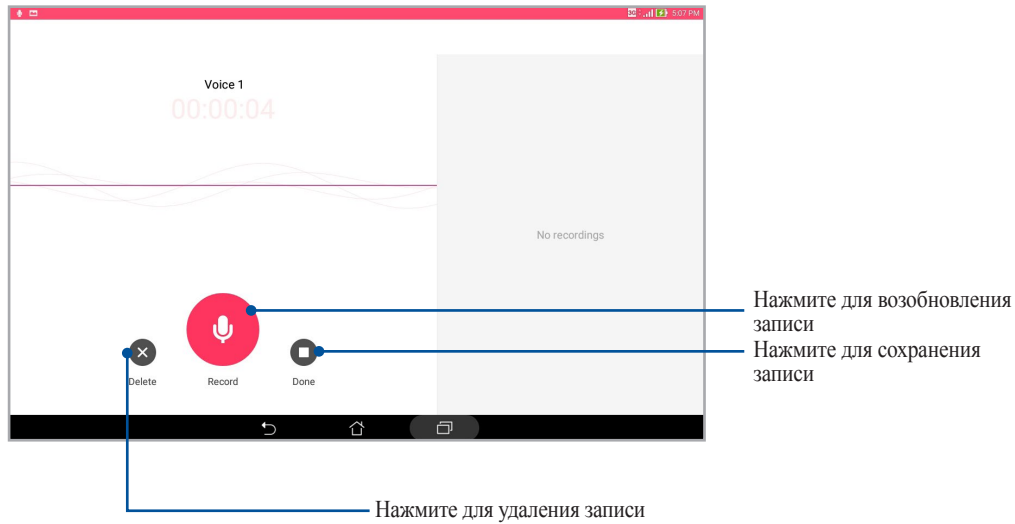 3G 5:07 PM
Voice 1
00:00:04
No recordings
Нажмите для возобновления
записи
Нажмите для сохранения
записи
Delete Record Done
Нажмите для удаления записи